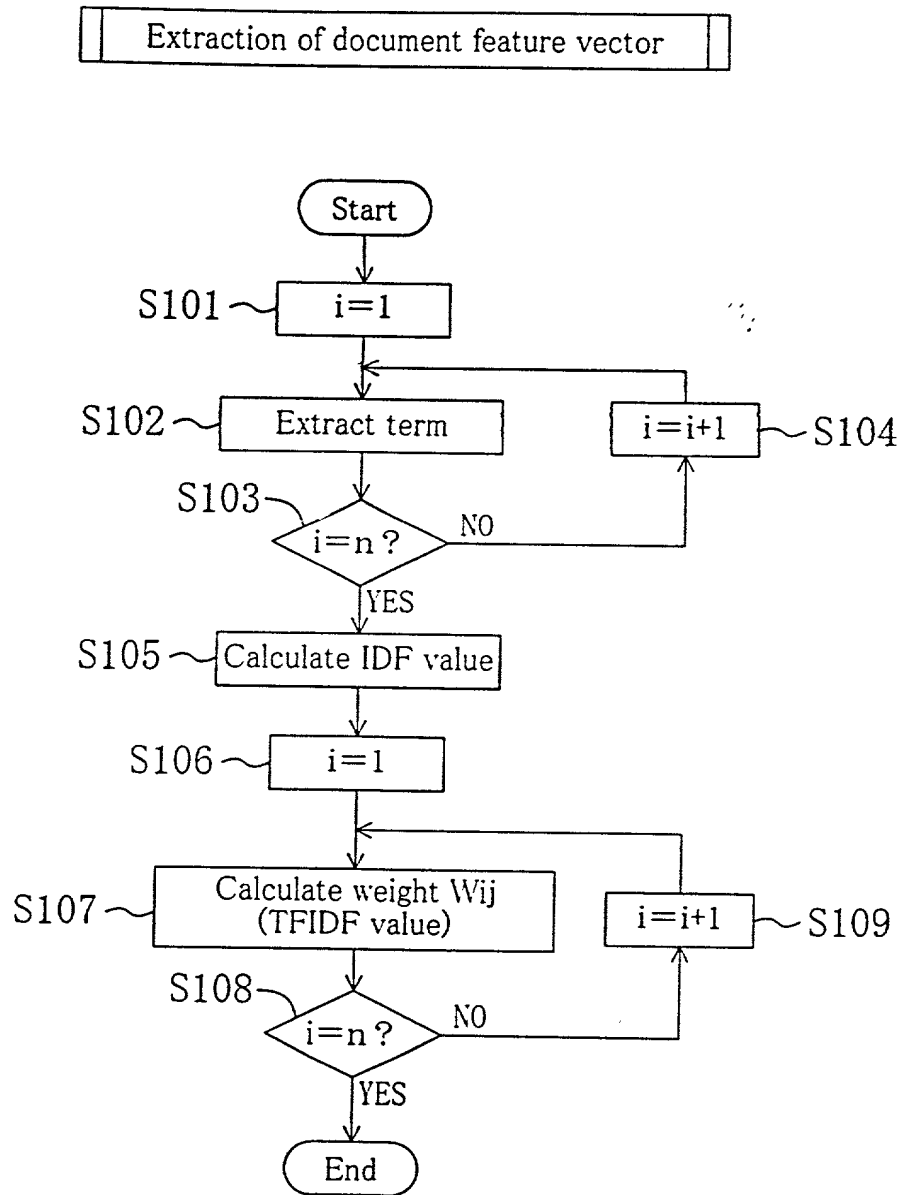 Extraction of document feature vector
Start
S101
i=1
S102
Extract term
i=i+1
S104
S103
i=n?
NO
YES
S105
Calculate IDF value
S106
i=1
S107
Calculate weight Wij
(TFIDF value)
i=i+1
S109
S108
i=n?
NO
YES
End